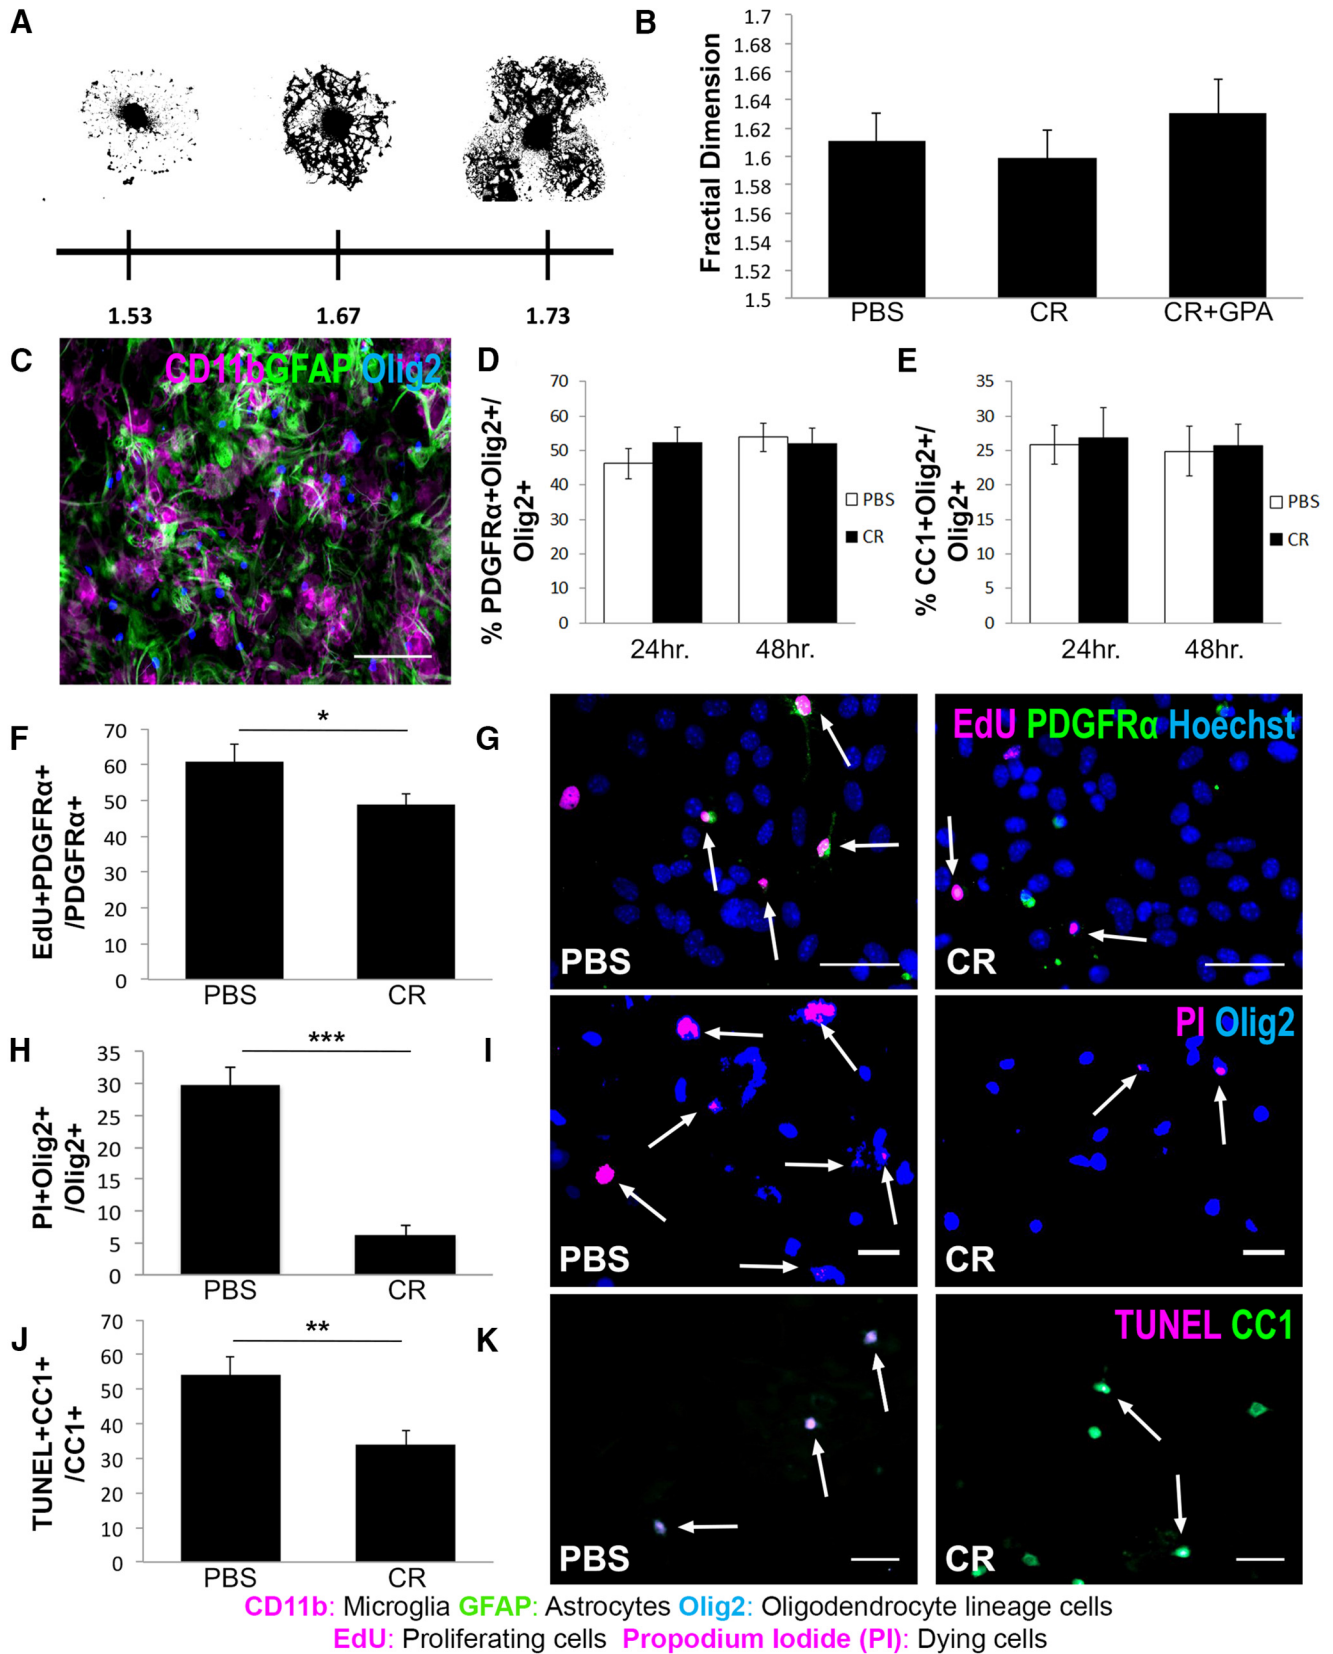 A
1.53 1.67 1.73
B
Fractial Dimension
1.7
1.68
1.66
1.64
1.62
1.6
1.58
1.56
1.54
1.52
1.5
PBS CR CR+GPA
C
CD11bGFAP Olig2
D
% PDGFRα+Olig2+/
Olig2+
70
60
50
40
30
20
10
0
24hr. 48hr.
PBS
CR
E
% CC1+Olig2+/
Olig2+
35
30
25
20
15
10
5
0
24hr. 48hr.
PBS
CR
F
EdU+PDGFRα+
/PDGFRα+
70
60
50
40
30
20
10
0
*
PBS CR
G
PBS
EdU PDGFRα Hoechst
CR
H
PI+Olig2+
/Olig2+
35
30
25
20
15
10
5
0
***
PBS CR
I
PBS
PI Olig2
CR
J
TUNEL+CC1+
/CC1+
70
60
50
40
30
20
10
0
**
PBS CR
K
PBS
TUNEL CC1
CR
CD11b: Microglia GFAP: Astrocytes Olig2: Oligodendrocyte lineage cells
EdU: Proliferating cells Propodium Iodide (PI): Dying cells